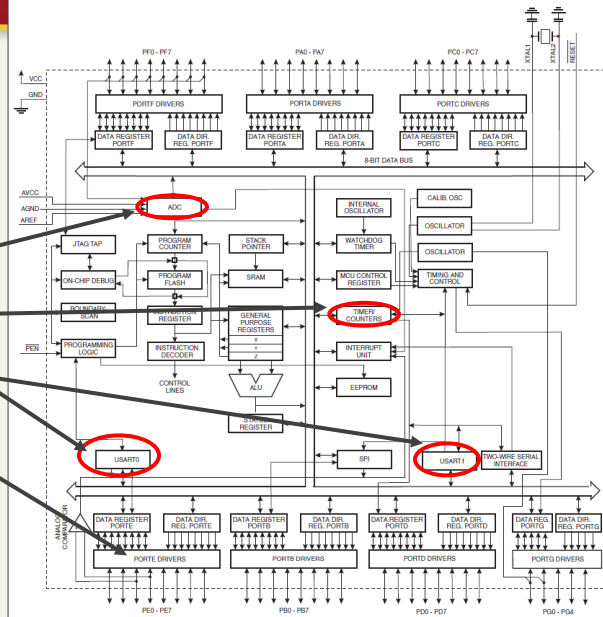 PF0 - PF7
PA0 - PA7
PC0 - PC7
XTAL1
XTAL2
RESET
VCC
GND
PORTF DRIVERS
PORTA DRIVERS
PORTC DRIVERS
DATA REGISTER
PORTF
DATA DIR.
REG. PORTF
DATA REGISTER
PORTA
DATA DIR.
REG. PORTA
DATA REGISTER
PORTC
DATA DIR.
REG. PORTC
8-BIT DATA BUS
AVCC
AGND
AREF
ADC
INTERNAL
OSCILLATOR
CALIB. OSC
OSCILLATOR
JTAG TAP
PROGRAM
COUNTER
STACK
POINTER
WATCHDOG
TIMER
OSCILLATOR
ON-CHIP DEBUG
PROGRAM
FLASH
SRAM
MCU CONTROL
REGISTER
TIMING AND
CONTROL
BOUNDARY-
SCAN
INSTRUCTION
REGISTER
GENERAL
PURPOSE
REGISTERS
X
Y
Z
TIMER/
COUNTERS
PEN
PROGRAMMING
LOGIC
INSTRUCTION
DECODER
INTERRUPT
UNIT
CONTROL
LINES
ALU
EEPROM
STATUS
REGISTER
USART0
SPI
USART1
TWO-WIRE SERIAL
INTERFACE
ANALOG
COMPARATOR
DATA REGISTER
PORTE
DATA DIR.
REG. PORTE
DATA REGISTER
PORTB
DATA DIR.
REG. PORTB
DATA REGISTER
PORTD
DATA DIR.
REG. PORTD
DATA REG.
PORTG
DATA DIR.
REG. PORTG
PORTE DRIVERS
PORTB DRIVERS
PORTD DRIVERS
PORTG DRIVERS
PE0 - PE7
PB0 - PB7
PD0 - PD7
PG0 - PG4